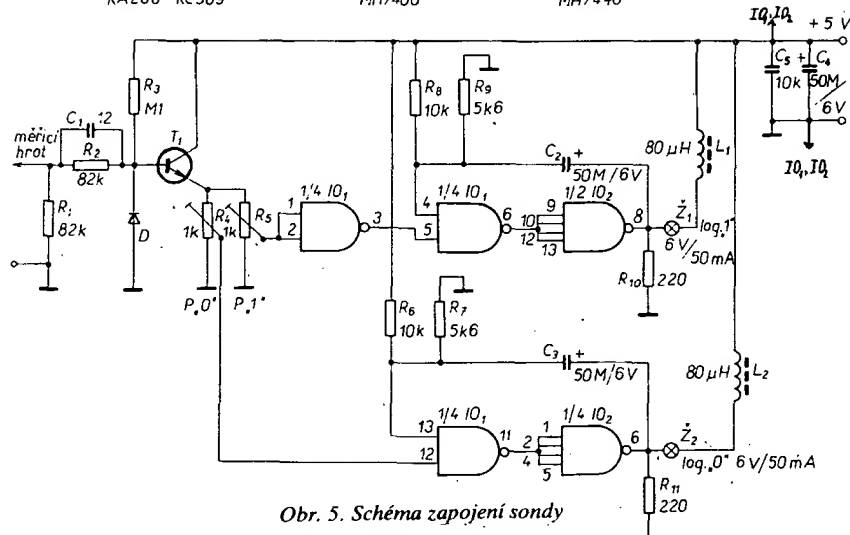 KA206 KC509 MH7400 MH7440
IO₁,IO₂
+ 5 V
R₃
M1
R₈
10k
R₉
5k6
C₅ +
10k
C₄
50M/
6V
C₁ 12
měřicí
hrot
R₂
82k
T₁
80 μH
L₁
IO₁,IO₂
C₂ +
50M/6V
R₁
82k
D
R₄
1k
R₅
1k
1
2
1/4 IO₁
3
4
5
1/4 IO₁
6
9
10
12
13
1/2 IO₂
8
Ž₁
log„1"
6 V/50 mA
R₁₀
220
P„0"
P„1"
R₆
10k
R₇
5k6
C₃ +
50M/6V
80 μH
L₂
13
12
1/4 IO₁
11
1
2
4
5
1/4 IO₂
6
Ž₂
log„0" 6 V/50 mA
R₁₁
220
Obr. 5. Schéma zapojení sondy